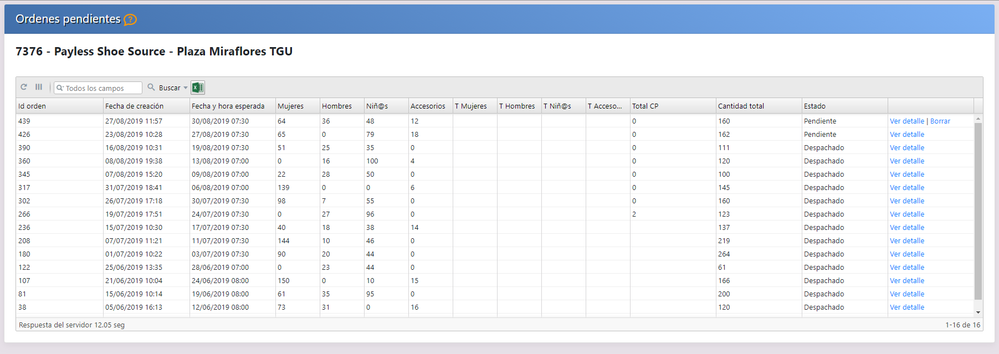 Ordenes pendientes ?
7376 - Payless Shoe Source - Plaza Miraflores TGU
Todos los campos Buscar
Id orden Fecha de creación Fecha y hora esperada Mujeres Hombres Niñ@s Accesorios T Mujeres T Hombres T Niñ@s T Acceso... Total CP Cantidad total Estado
439 27/08/2019 11:57 30/08/2019 07:30 64 36 48 12 0 160 Pendiente Ver detalle | Borrar
426 23/08/2019 10:28 27/08/2019 07:30 65 0 79 18 0 162 Pendiente Ver detalle
390 16/08/2019 10:31 19/08/2019 07:30 51 25 35 0 0 111 Despachado Ver detalle
360 08/08/2019 19:38 13/08/2019 07:00 0 16 100 4 0 120 Despachado Ver detalle
345 07/08/2019 15:20 09/08/2019 07:00 22 28 50 0 0 100 Despachado Ver detalle
317 31/07/2019 18:41 06/08/2019 07:00 139 0 0 6 0 145 Despachado Ver detalle
302 26/07/2019 17:18 30/07/2019 07:30 98 7 55 0 0 160 Despachado Ver detalle
266 19/07/2019 17:51 24/07/2019 07:30 0 27 96 0 2 123 Despachado Ver detalle
236 15/07/2019 10:30 17/07/2019 07:30 40 18 38 14 137 Despachado Ver detalle
208 07/07/2019 11:21 11/07/2019 07:30 144 10 46 0 219 Despachado Ver detalle
180 01/07/2019 10:22 03/07/2019 07:30 90 20 44 0 264 Despachado Ver detalle
122 25/06/2019 13:35 28/06/2019 07:00 0 23 44 0 61 Despachado Ver detalle
107 21/06/2019 10:04 24/06/2019 08:00 150 0 10 15 166 Despachado Ver detalle
81 15/06/2019 10:14 19/06/2019 08:00 61 35 95 0 200 Despachado Ver detalle
38 05/06/2019 16:13 12/06/2019 08:00 73 31 0 16 120 Despachado Ver detalle
Respuesta del servidor 12.05 seg 1-16 de 16